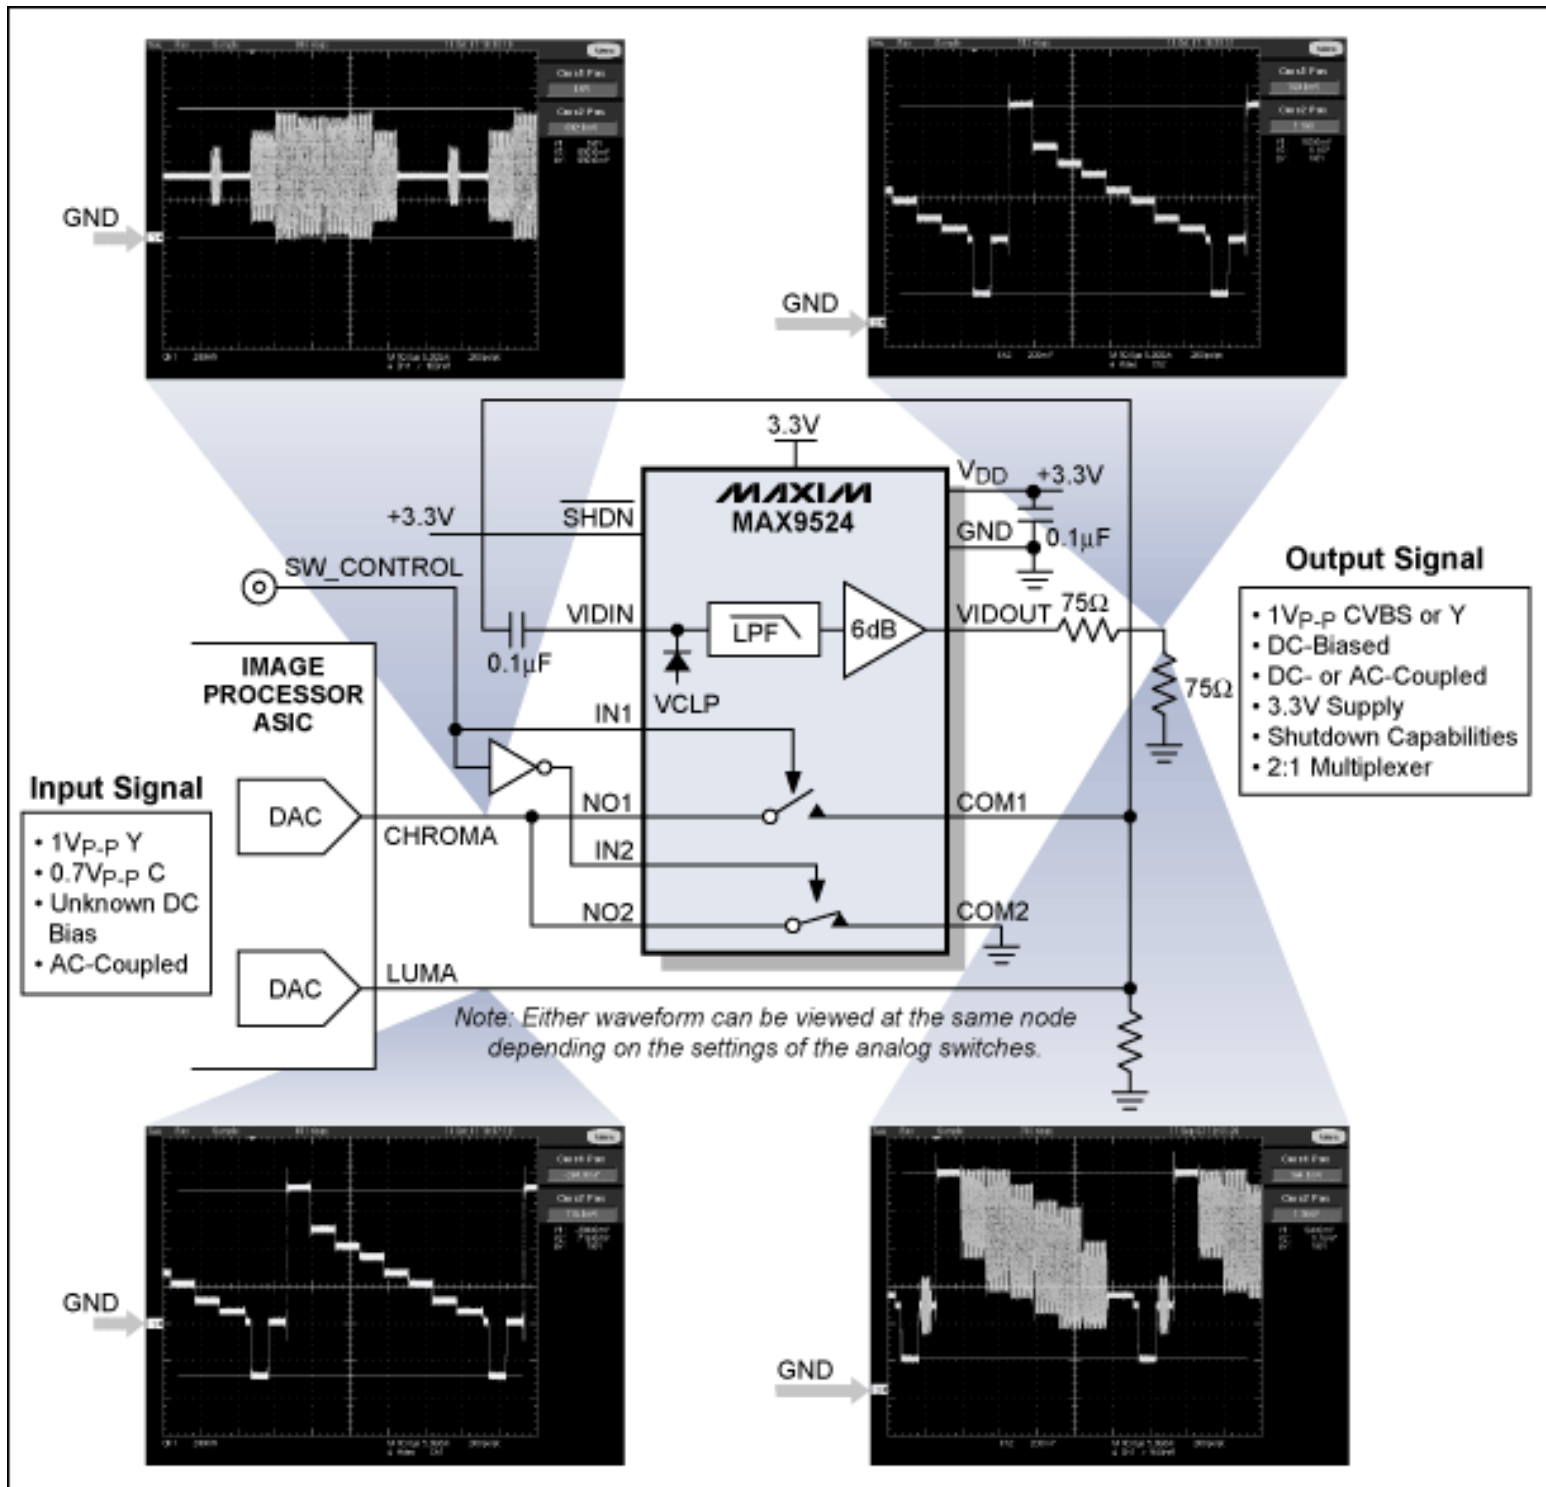 GND
GND
3.3V
MAXIM
MAX9524
VDD
+3.3V
0.1μF
GND
+3.3V
SHDN
SW_CONTROL
VIDIN
0.1μF
LPF
6dB
VIDOUT
75Ω
75Ω
VCLP
IMAGE
PROCESSOR
ASIC
IN1
Output Signal
• 1VP-P CVBS or Y
• DC-Biased
• DC- or AC-Coupled
• 3.3V Supply
• Shutdown Capabilities
• 2:1 Multiplexer
Input Signal
• 1VP-P Y
• 0.7VP-P C
• Unknown DC
Bias
• AC-Coupled
DAC
CHROMA
NO1
COM1
IN2
NO2
COM2
DAC
LUMA
Note: Either waveform can be viewed at the same node
depending on the settings of the analog switches.
GND
GND